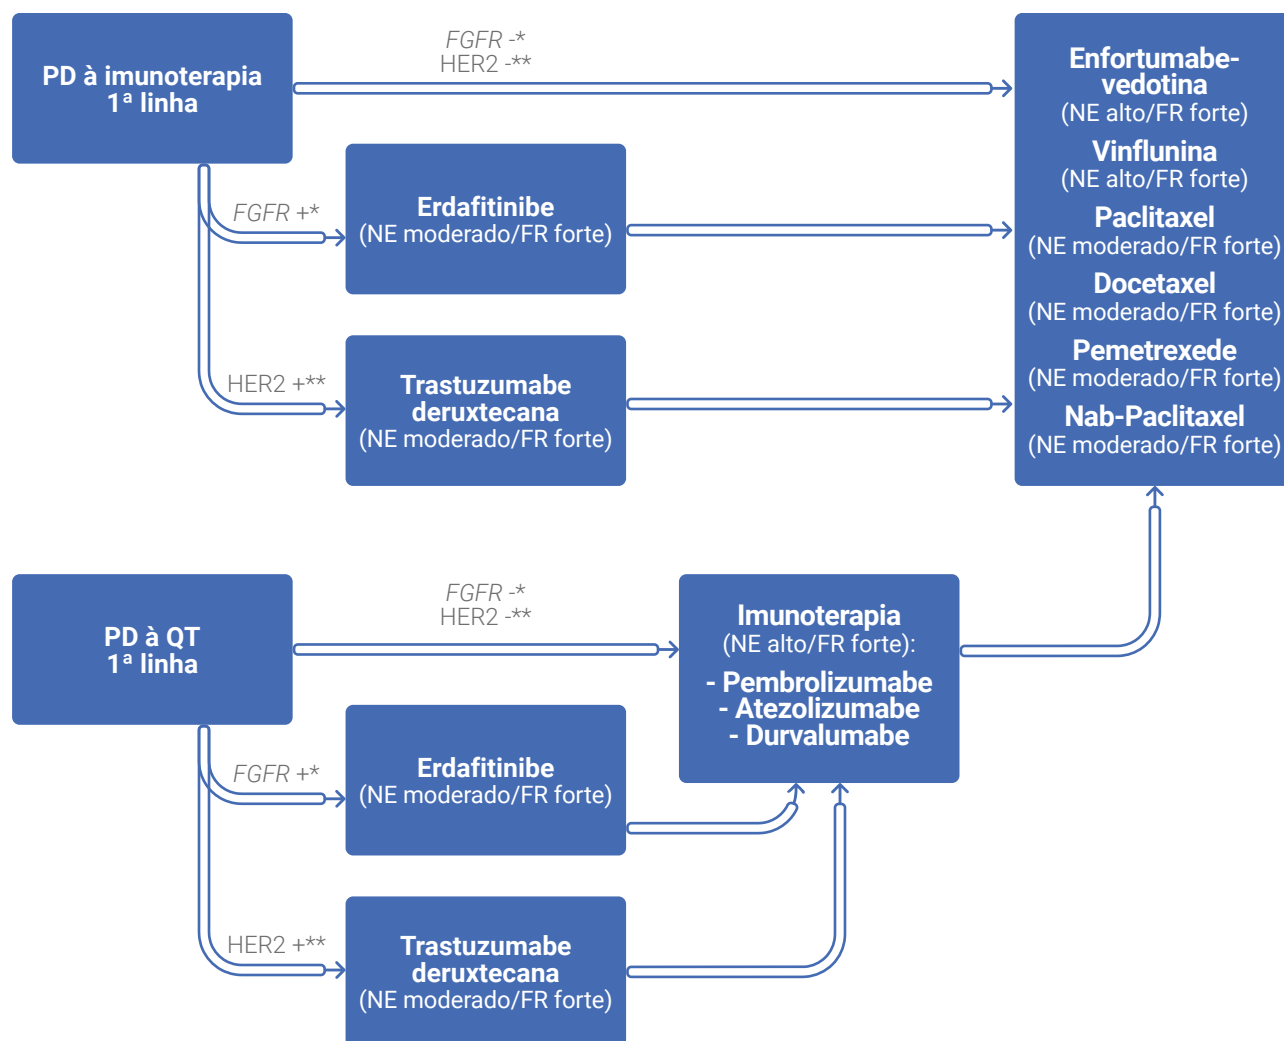 PD à imunoterapia
1ª linha
FGFR -*
HER2 -**
FGFR +*
Erdafitinibe
(NE moderado/FR forte)
HER2 +**
Trastuzumabe
deruxtecana
(NE moderado/FR forte)
Enfortumabe-
vedotina
(NE alto/FR forte)
Vinflunina
(NE alto/FR forte)
Paclitaxel
(NE moderado/FR forte)
Docetaxel
(NE moderado/FR forte)
Pemetrexede
(NE moderado/FR forte)
Nab-Paclitaxel
(NE moderado/FR forte)
PD à QT
1ª linha
FGFR -*
HER2 -**
Imunoterapia
(NE alto/FR forte):
- Pembrolizumabe
- Atezolizumabe
- Durvalumabe
FGFR +*
Erdafitinibe
(NE moderado/FR forte)
HER2 +**
Trastuzumabe
deruxtecana
(NE moderado/FR forte)